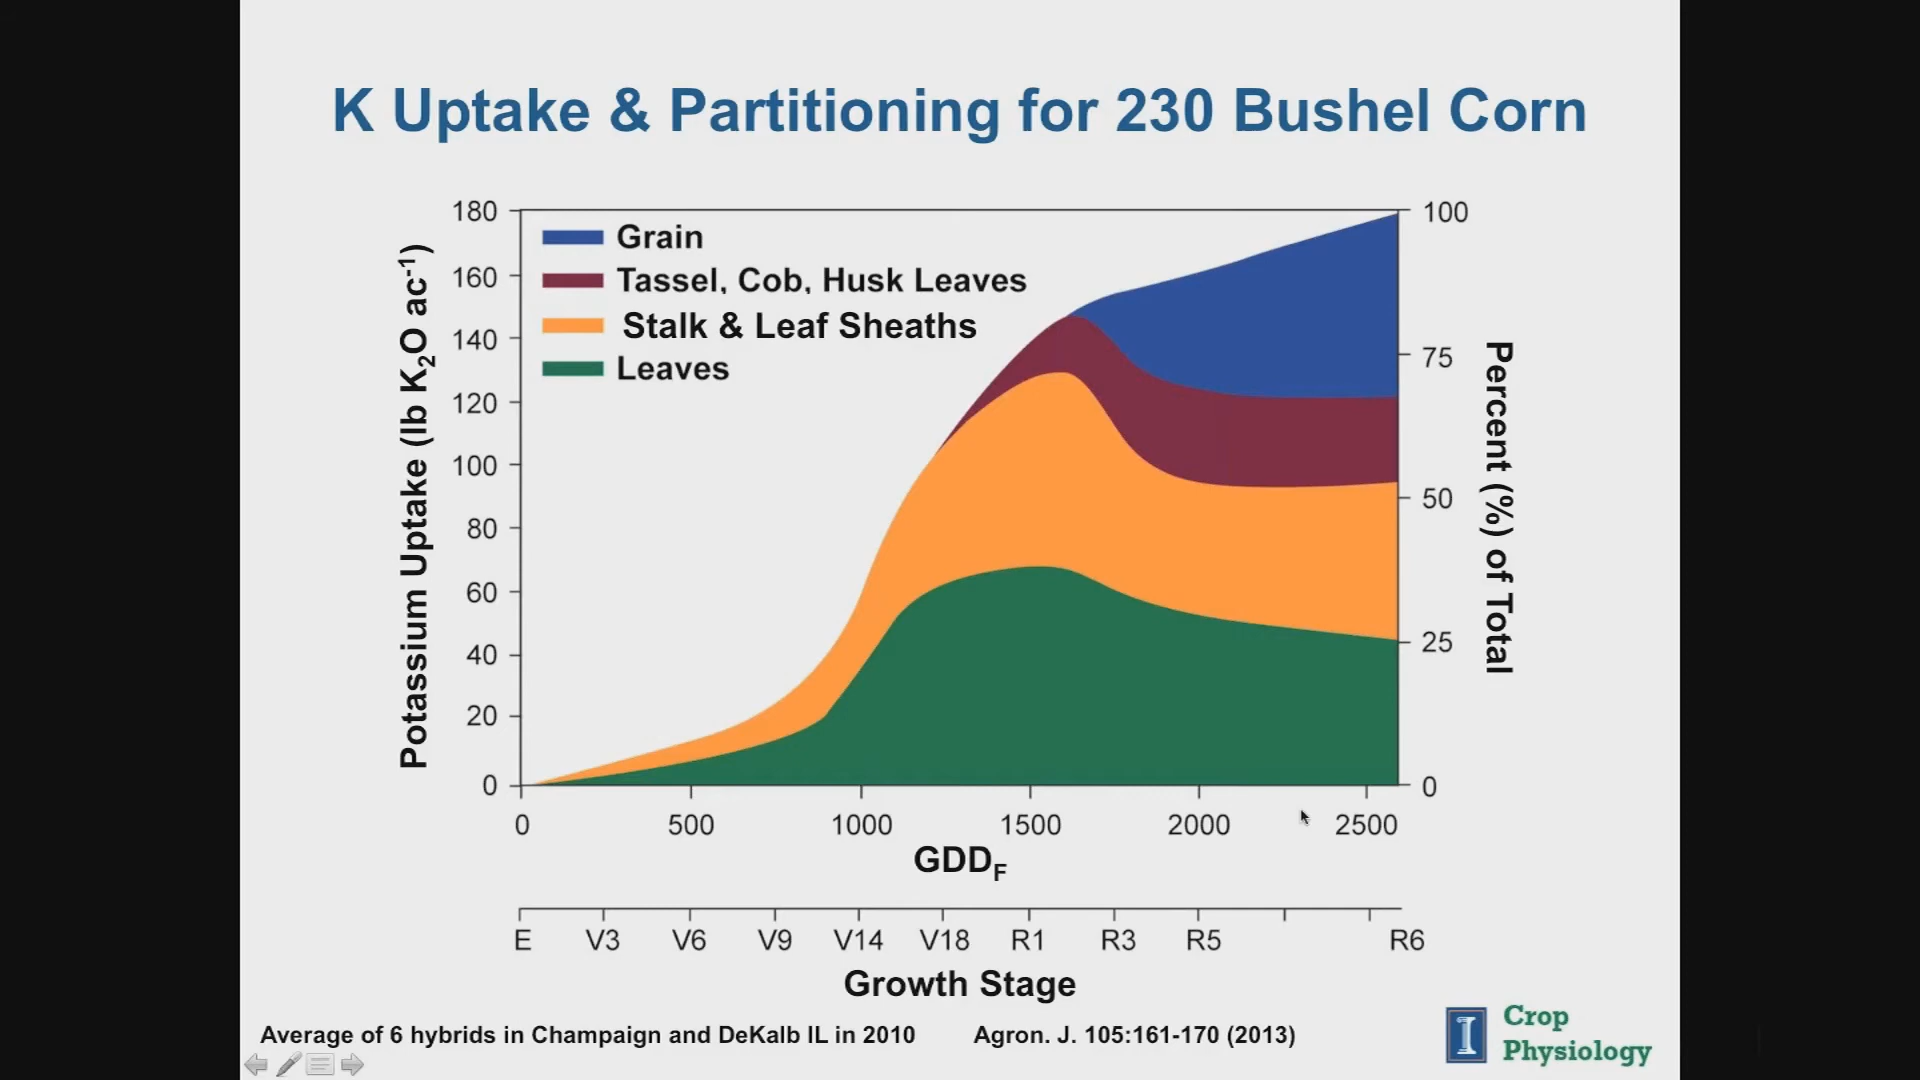 K Uptake & Partitioning for 230 Bushel Corn
Grain
Tassel, Cob, Husk Leaves
Stalk & Leaf Sheaths
Leaves
Potassium Uptake (lb K₂O ac⁻¹)
180
160
140
120
100
80
60
40
20
0
100
75
50
25
0
Percent (%) of Total
0 500 1000 1500 2000 2500
GDD_F
E V3 V6 V9 V14 V18 R1 R3 R5 R6
Growth Stage
Average of 6 hybrids in Champaign and DeKalb IL in 2010 Agron. J. 105:161-170 (2013)
I
Crop
Physiology